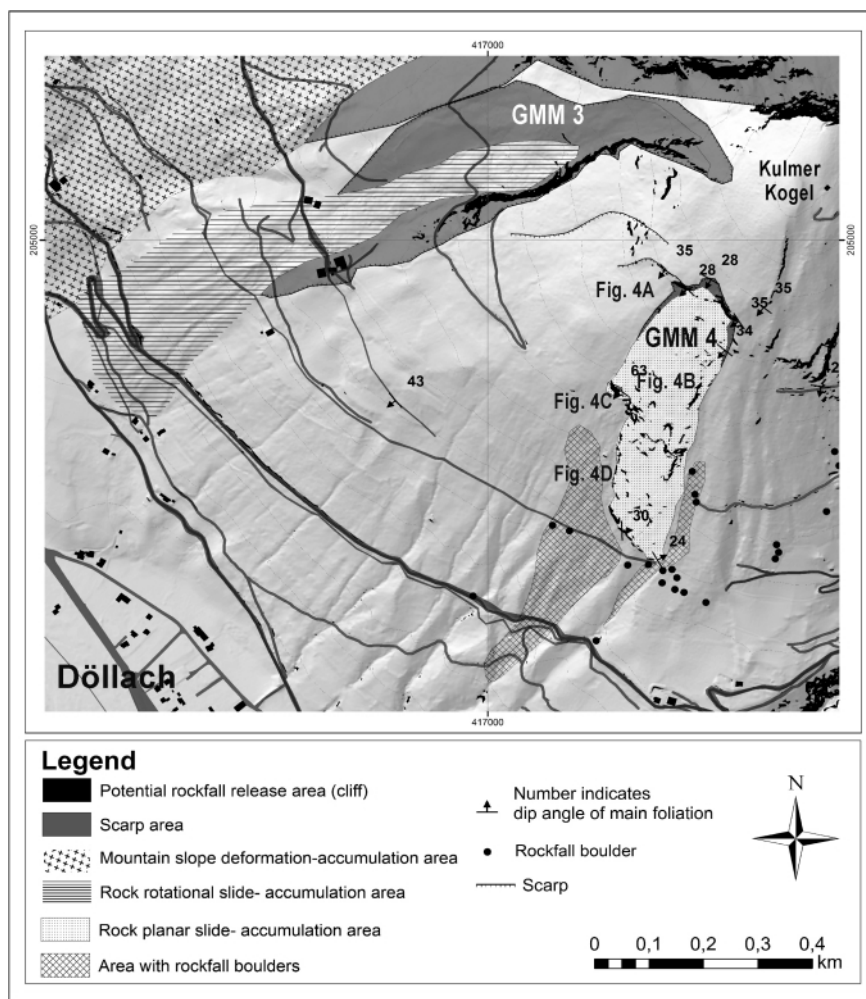 417000
GMM 3
Kulmer
Kogel
205000
205000
35
28
28
Fig. 4A
35
35
34
GMM 4
63
Fig. 4B
42
43
Fig. 4C
Fig. 4D
30
24
Döllach
417000
Legend
Potential rockfall release area (cliff)
Scarp area
Mountain slope deformation-accumulation area
Rock rotational slide- accumulation area
Rock planar slide- accumulation area
Area with rockfall boulders
Number indicates
dip angle of main foliation
Rockfall boulder
Scarp
N
0 0,1 0,2 0,3 0,4
km